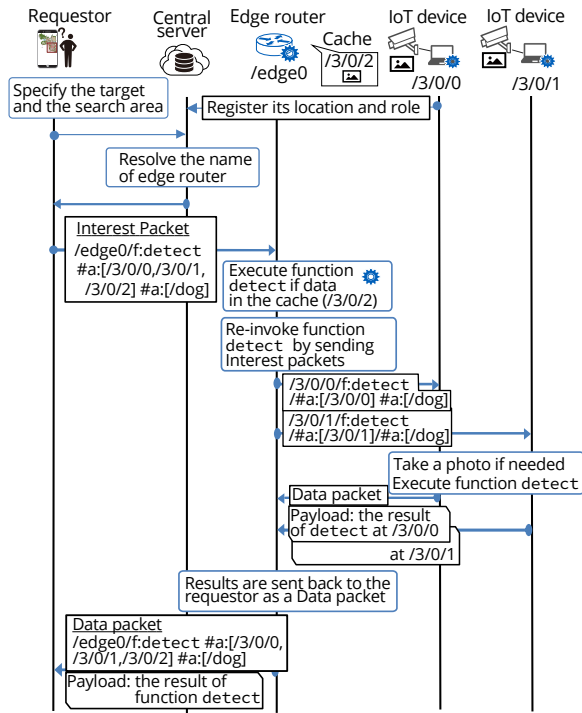 Requestor
Central
server
Edge router
/edge0
Cache
/3/0/2
IoT device
/3/0/0
IoT device
/3/0/1
Specify the target
and the search area
Register its location and role
Resolve the name
of edge router
Interest Packet
/edge0/f:detect
#a:[/3/0/0,/3/0/1,
/3/0/2] #a:[/dog]
Execute function
detect if data
in the cache (/3/0/2)
Re-invoke function
detect by sending
Interest packets
/3/0/0/f:detect
/#a:[/3/0/0] #a:[/dog]
/3/0/1/f:detect
/#a:[/3/0/1]/#a:[/dog]
Take a photo if needed
Execute function detect
Data packet
Payload: the result
of detect at /3/0/0
at /3/0/1
Results are sent back to the
requestor as a Data packet
Data packet
/edge0/f:detect #a:[/3/0/0,
/3/0/1,/3/0/2] #a:[/dog]
Payload: the result of
function detect